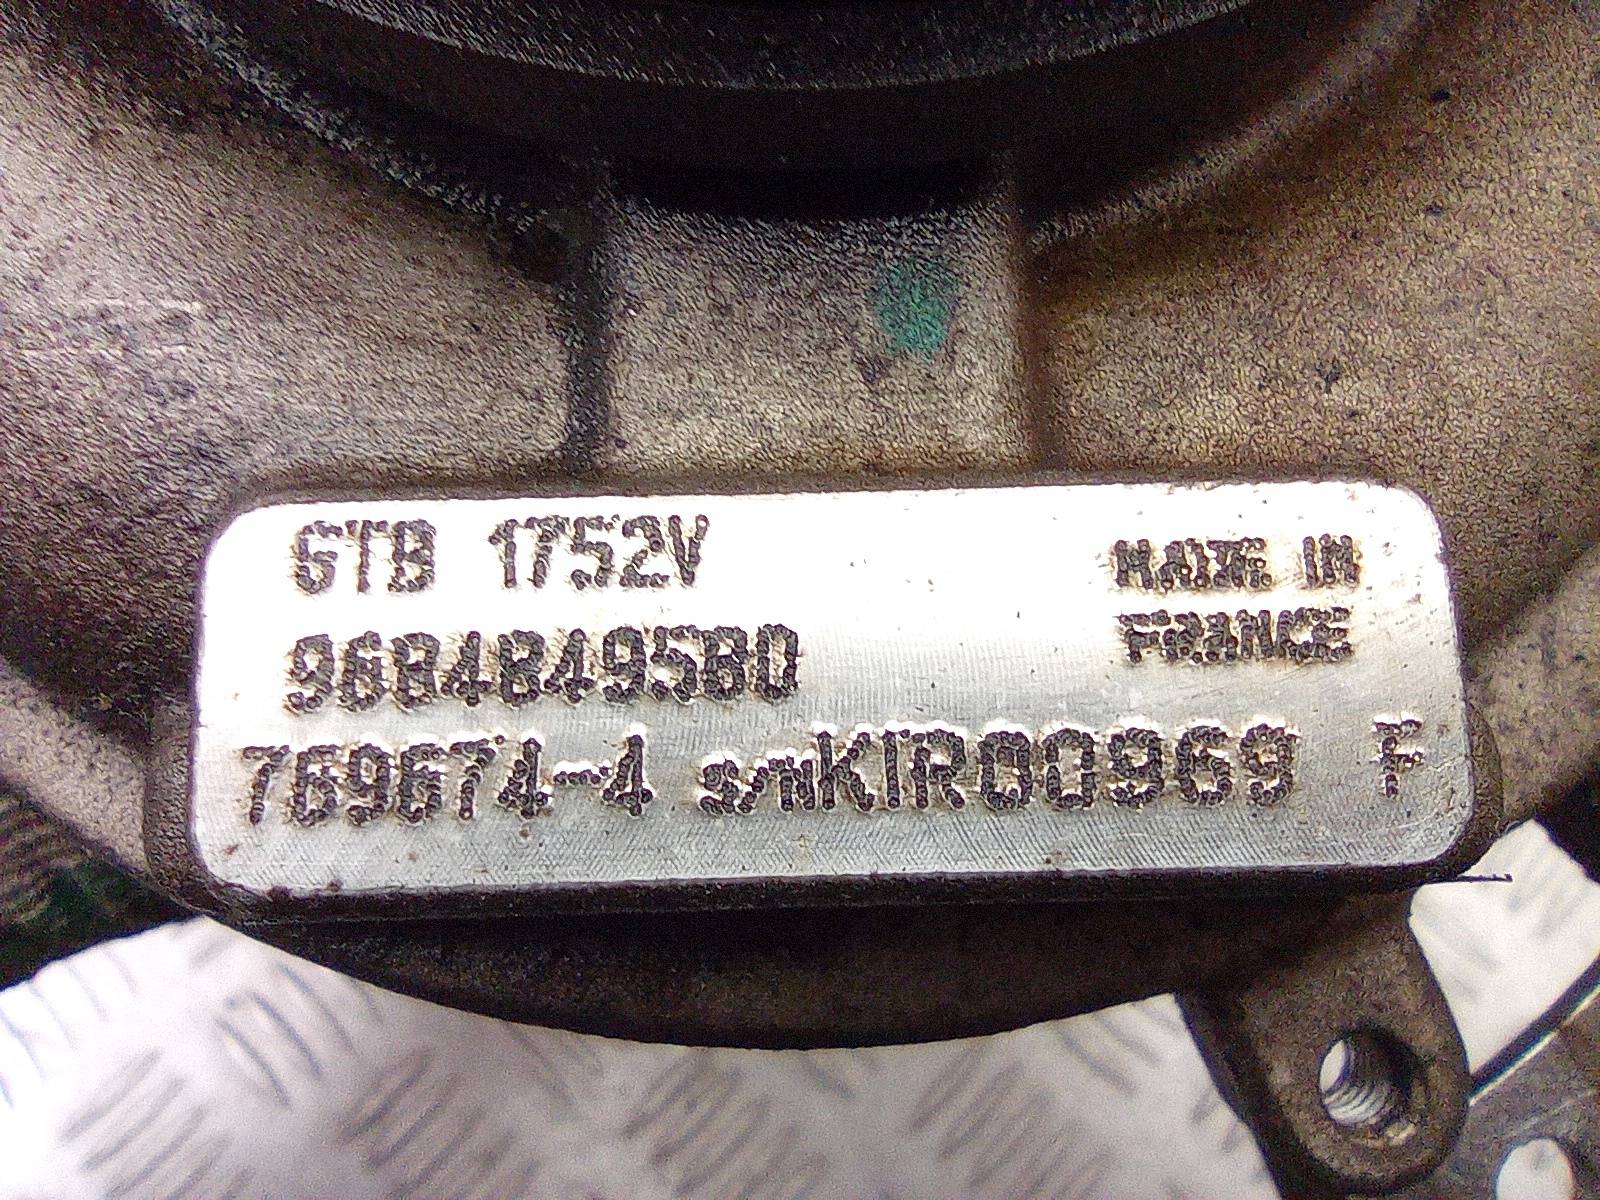 GTB 1752V
MADE IN
FRANCE
9684849580
769674-4 s/nKIR00969 F